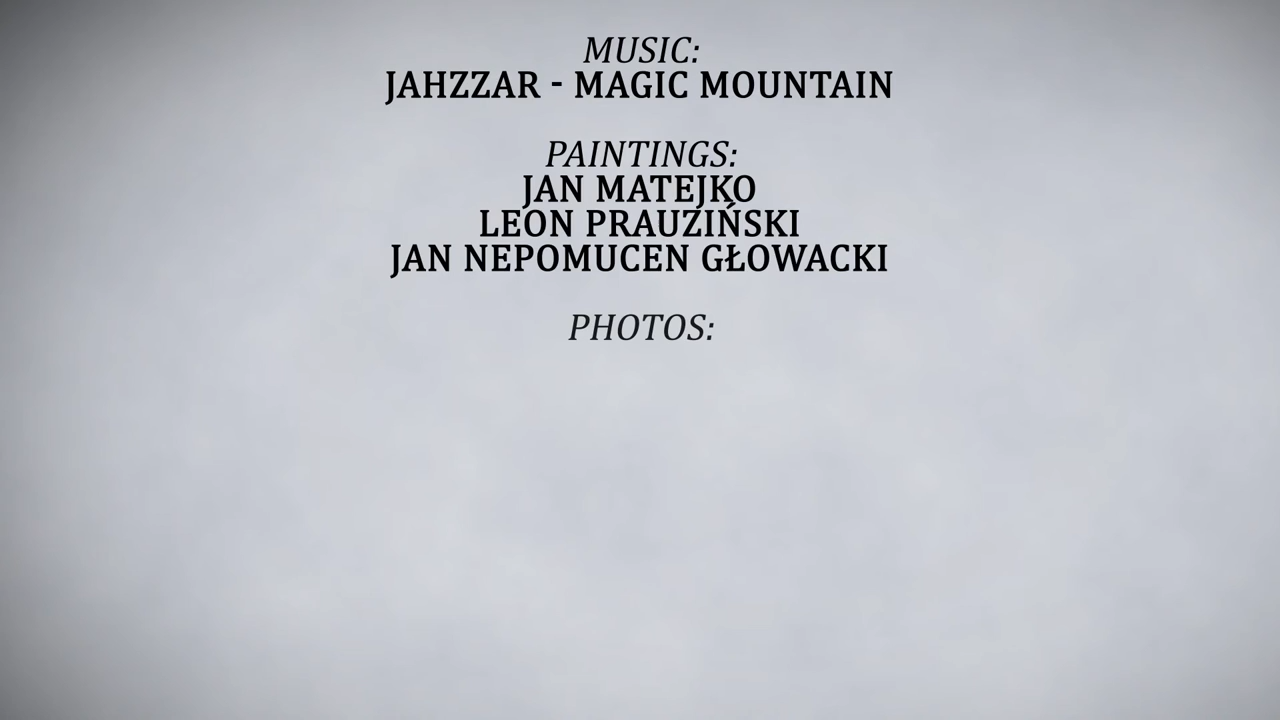 MUSIC:
JAHZZAR - MAGIC MOUNTAIN
PAINTINGS:
JAN MATEJKO
LEON PRAUZIŃSKI
JAN NEPOMUCEN GŁOWACKI
PHOTOS: